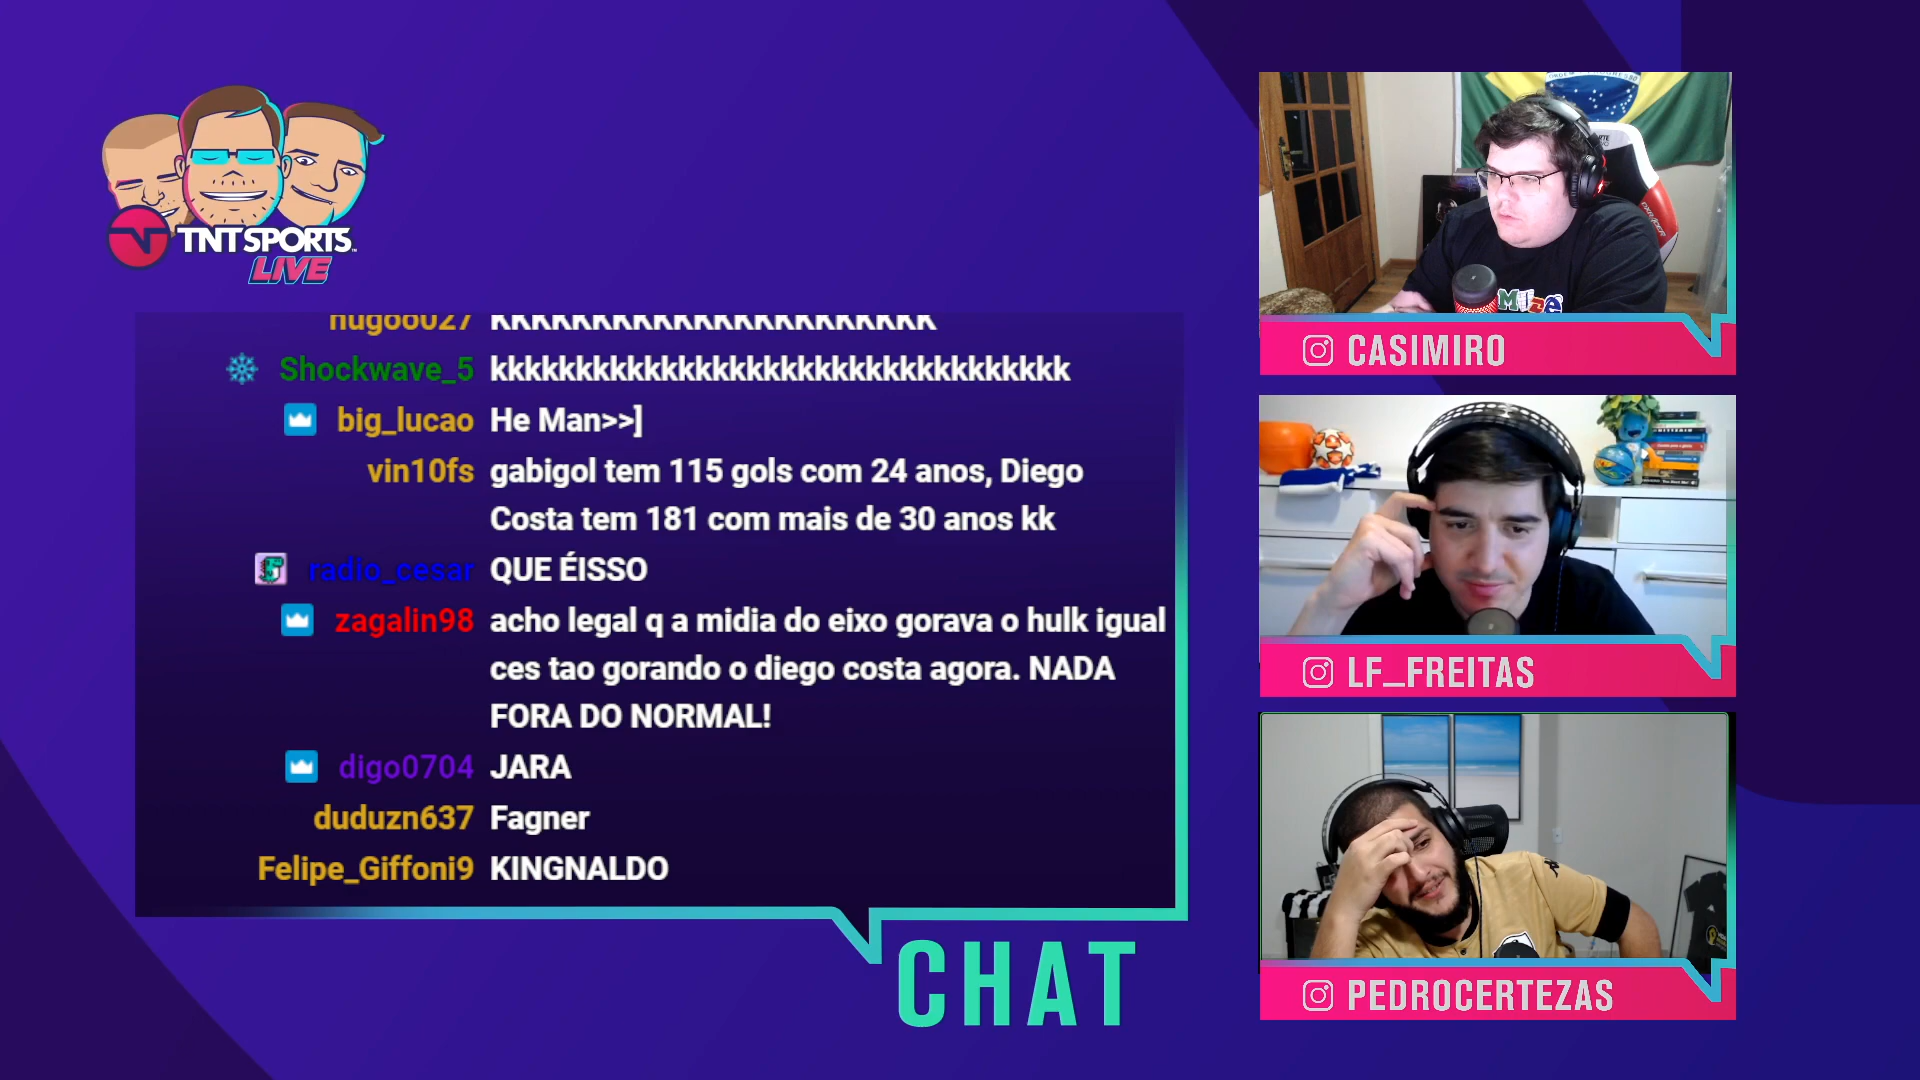 TNT SPORTS
LIVE
hugo0027 KKKKKKKKKKKKKKKKKKKKKK
Shockwave_5 kkkkkkkkkkkkkkkkkkkkkkkkkkkkkkkkkk
big_lucao He Man>>]
vin10fs gabigol tem 115 gols com 24 anos, Diego
Costa tem 181 com mais de 30 anos kk
radio_cesar QUE ÉISSO
zagalin98 acho legal q a midia do eixo gorava o hulk igual
ces tao gorando o diego costa agora. NADA
FORA DO NORMAL!
digo0704 JARA
duduzn637 Fagner
Felipe_Giffoni9 KINGNALDO
CHAT
CASIMIRO
LF_FREITAS
PEDROCERTEZAS